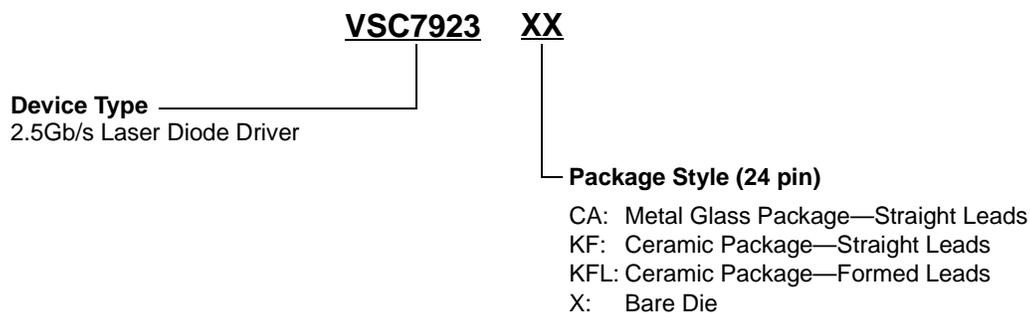 VSC7923 XX
Device Type
2.5Gb/s Laser Diode Driver
Package Style (24 pin)
CA: Metal Glass Package—Straight Leads
KF: Ceramic Package—Straight Leads
KFL: Ceramic Package—Formed Leads
X: Bare Die